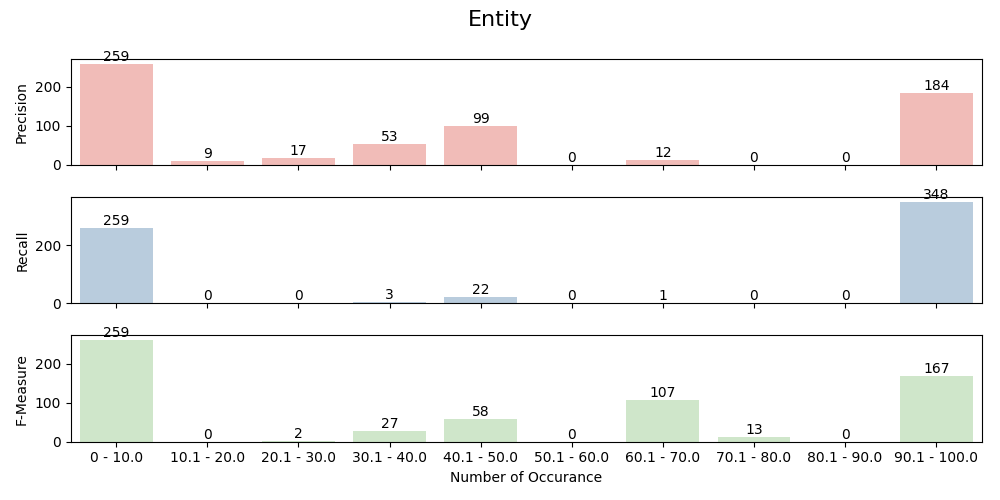 Entity
259 9 17 53 99 0 12 0 0 184
Precision
200
100
0
259 0 0 3 22 0 1 0 0 348
Recall
200
0
259 0 2 27 58 0 107 13 0 167
F-Measure
200
100
0
0 - 10.0 10.1 - 20.0 20.1 - 30.0 30.1 - 40.0 40.1 - 50.0 50.1 - 60.0 60.1 - 70.0 70.1 - 80.0 80.1 - 90.0 90.1 - 100.0
Number of Occurance